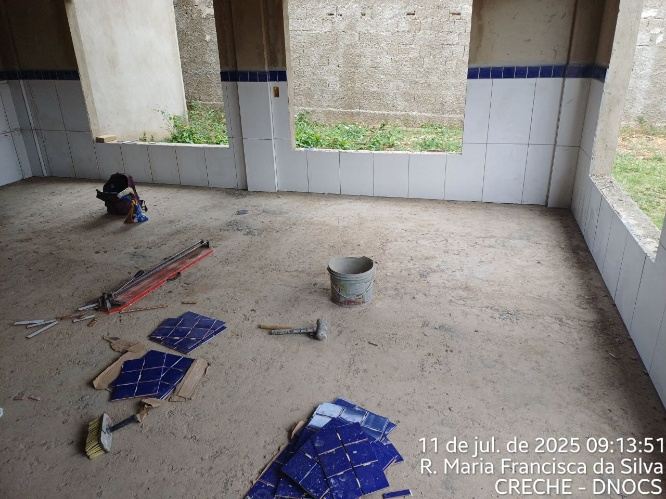 11 de jul. de 2025 09:13:51
R. Maria Francisca da Silva
CRECHE - DNOCS